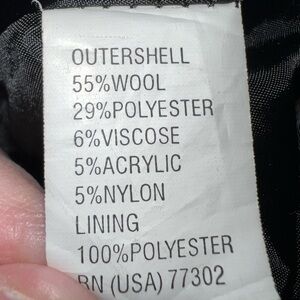 OUTERSHELL
55%WOOL
29%POLYESTER
6%VISCOSE
5%ACRYLIC
5%NYLON
LINING
100%POLYESTER
RN (USA) 77302